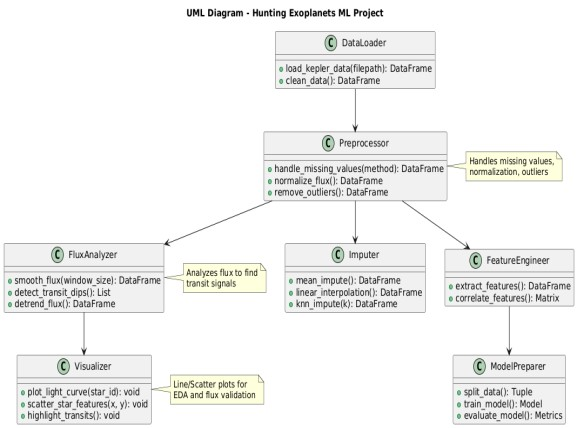 UML Diagram - Hunting Exoplanets ML Project
C DataLoader
load_kepler_data(filepath): DataFrame
clean_data(): DataFrame
C Preprocessor
handle_missing_values(method): DataFrame
normalize_flux(): DataFrame
remove_outliers(): DataFrame
Handles missing values,
normalization, outliers
C FluxAnalyzer
smooth_flux(window_size): DataFrame
detect_transit_dips(): List
detrend_flux(): DataFrame
Analyzes flux to find
transit signals
C Imputer
mean_impute(): DataFrame
linear_interpolation(): DataFrame
knn_impute(k): DataFrame
C FeatureEngineer
extract_features(): DataFrame
correlate_features(): Matrix
C Visualizer
plot_light_curve(star_id): void
scatter_star_features(x, y): void
highlight_transits(): void
Line/Scatter plots for
EDA and flux validation
C ModelPreparer
split_data(): Tuple
train_model(): Model
evaluate_model(): Metrics